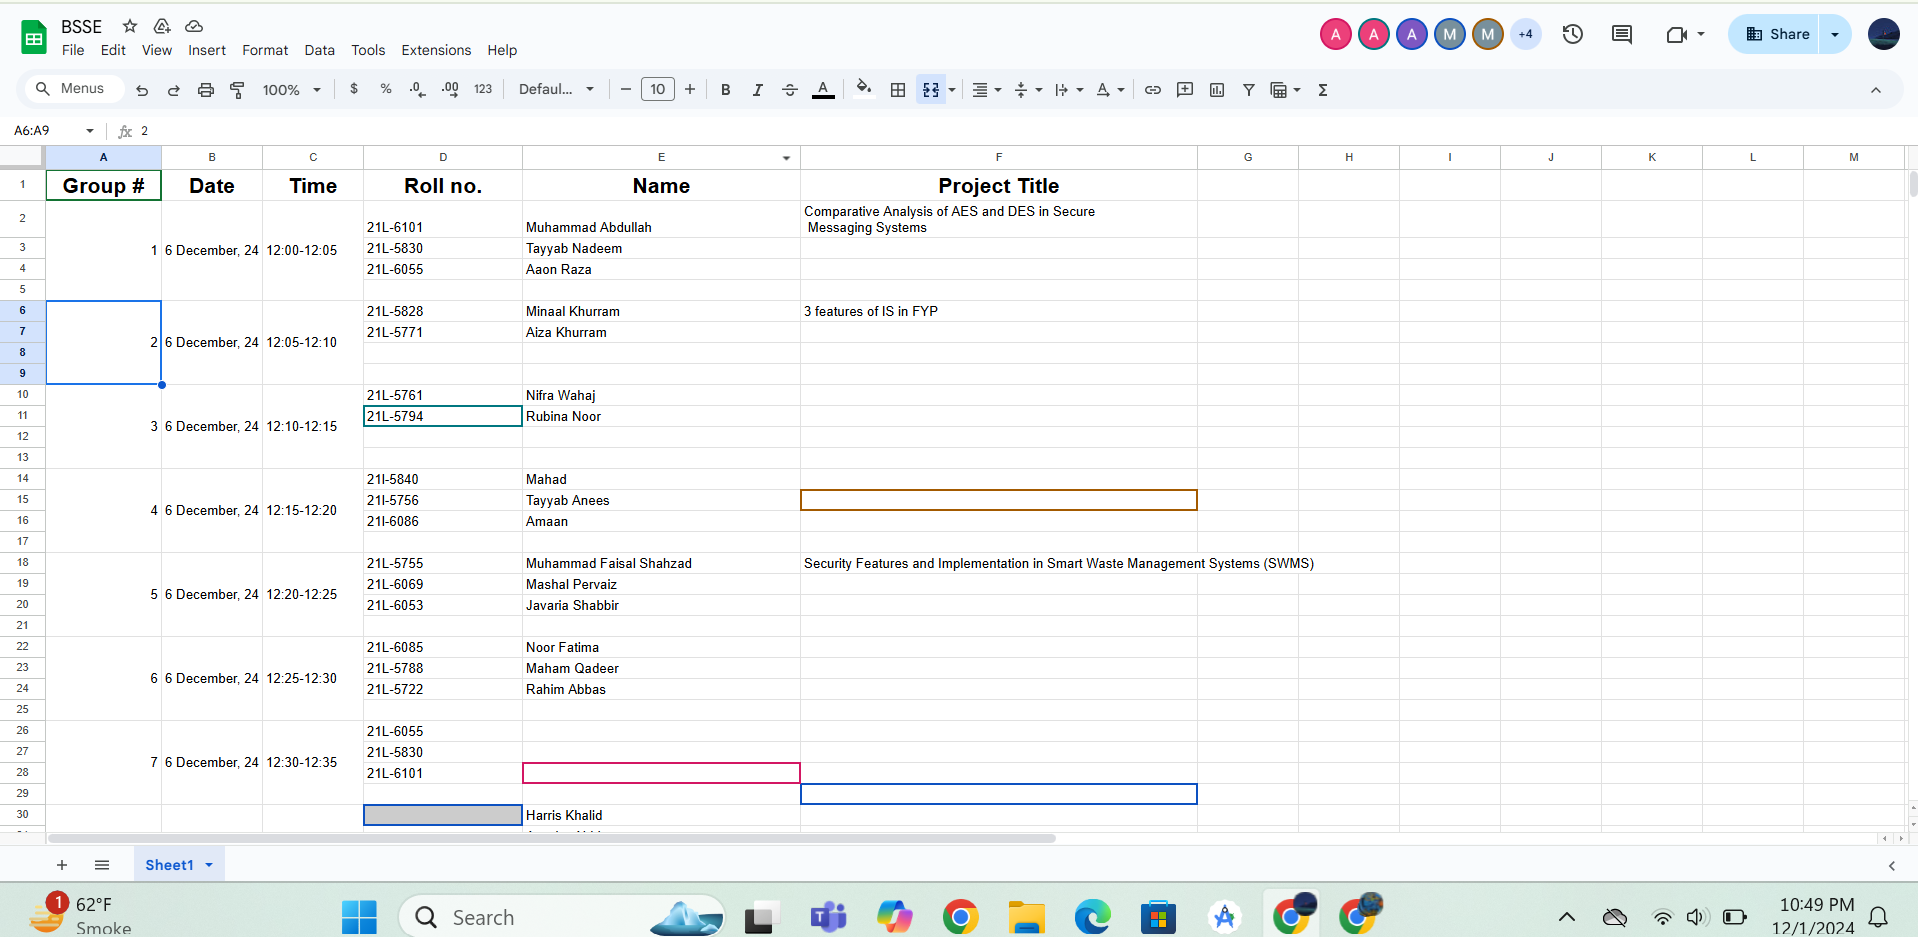 BSSE
File Edit View Insert Format Data Tools Extensions Help
A A A M M +4 Share
Menus 100% $ % .0 .00 123 Defaul... 10 B I A
A6:A9 fx 2
A B C D E F G H I J K L M
1 Group # Date Time Roll no. Name Project Title
2 21L-6101 Muhammad Abdullah Comparative Analysis of AES and DES in Secure
Messaging Systems
3 21L-5830 Tayyab Nadeem
1 6 December, 24 12:00-12:05
4 21L-6055 Aaon Raza
5
6 21L-5828 Minaal Khurram 3 features of IS in FYP
7 21L-5771 Aiza Khurram
2 6 December, 24 12:05-12:10
8
9
10 21L-5761 Nifra Wahaj
11 21L-5794 Rubina Noor
3 6 December, 24 12:10-12:15
12
13
14 21l-5840 Mahad
15 21l-5756 Tayyab Anees
4 6 December, 24 12:15-12:20
16 21l-6086 Amaan
17
18 21L-5755 Muhammad Faisal Shahzad Security Features and Implementation in Smart Waste Management Systems (SWMS)
19 21L-6069 Mashal Pervaiz
5 6 December, 24 12:20-12:25
20 21L-6053 Javaria Shabbir
21
22 21L-6085 Noor Fatima
23 21L-5788 Maham Qadeer
6 6 December, 24 12:25-12:30
24 21L-5722 Rahim Abbas
25
26 21L-6055
27 21L-5830
7 6 December, 24 12:30-12:35
28 21L-6101
29
30 Harris Khalid
Sheet1
1 62°F
Smoke
Search
10:49 PM
12/1/2024